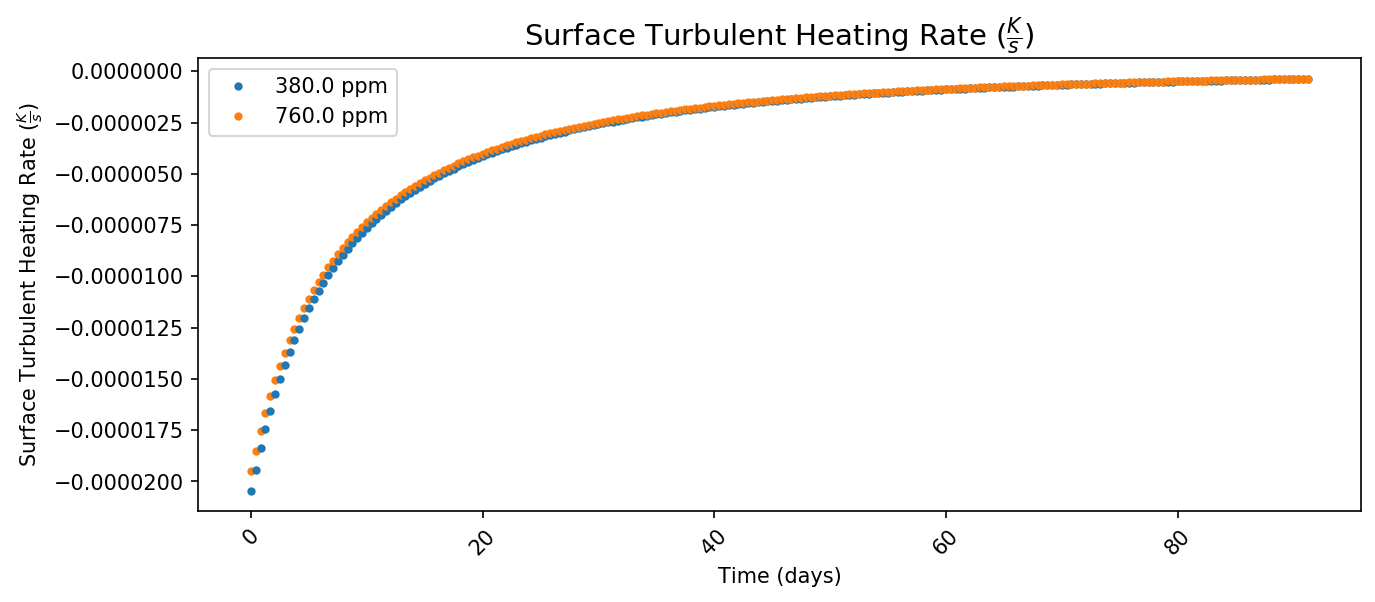 Surface Turbulent Heating Rate (K/s)
380.0 ppm
760.0 ppm
Surface Turbulent Heating Rate (K/s)
0.0000000
−0.0000025
−0.0000050
−0.0000075
−0.0000100
−0.0000125
−0.0000150
−0.0000175
−0.0000200
0
20
40
60
80
Time (days)